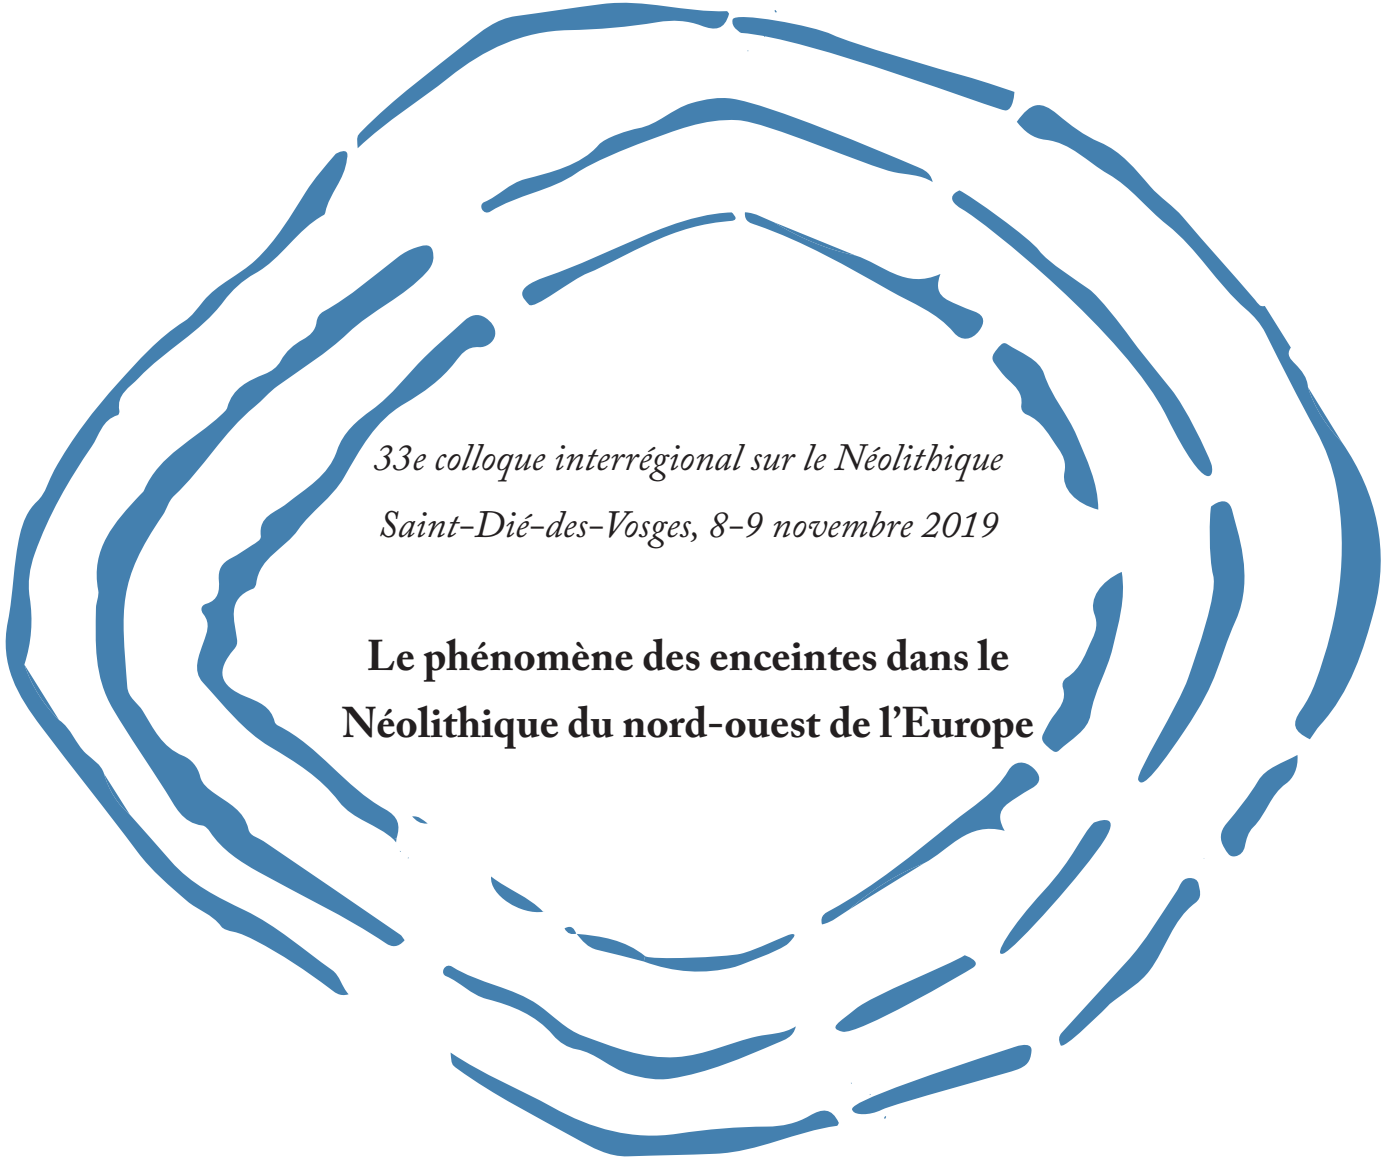 33e colloque interrégional sur le Néolithique
Saint-Dié-des-Vosges, 8-9 novembre 2019
Le phénomène des enceintes dans le
Néolithique du nord-ouest de l’Europe